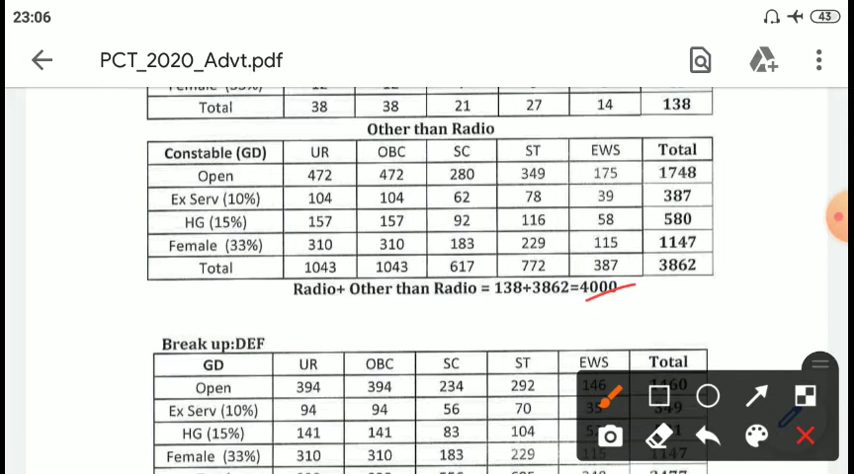 23:06 43
PCT_2020_Advt.pdf
Total 38 38 21 27 14 138
Other than Radio
Constable (GD) UR OBC SC ST EWS Total
Open 472 472 280 349 175 1748
Ex Serv (10%) 104 104 62 78 39 387
HG (15%) 157 157 92 116 58 580
Female (33%) 310 310 183 229 115 1147
Total 1043 1043 617 772 387 3862
Radio+ Other than Radio = 138+3862=4000
Break up:DEF
GD UR OBC SC ST EWS Total
Open 394 394 234 292 146 1160
Ex Serv (10%) 94 94 56 70 35 349
HG (15%) 141 141 83 104
Female (33%) 310 310 183 229 115 1147